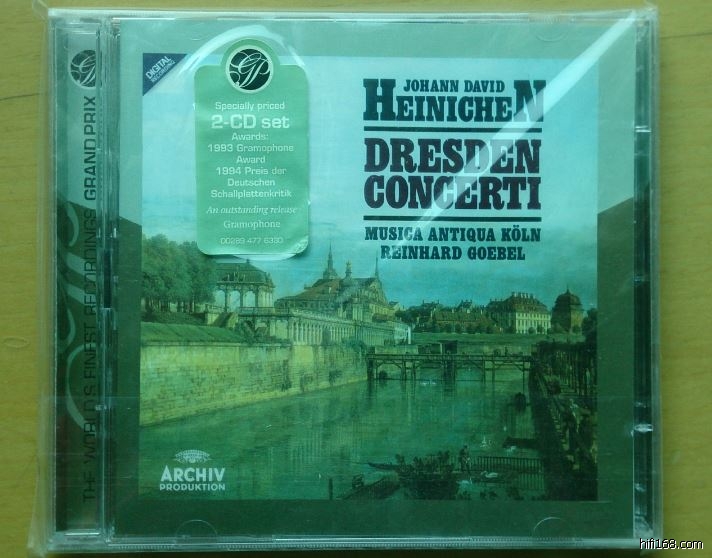 DIGITAL
RECORDING
GP
Specially priced
2-CD set
Awards:
1993 Gramophone
Award
1994 Preis der
Deutschen
Schallplattenkritik
An outstanding release
Gramophone
00289 477 6330
JOHANN DAVID
HEINICHEN
DRESDEN
CONCERTI
MUSICA ANTIQUA KÖLN
REINHARD GOEBEL
ARCHIV
PRODUKTION
THE WORLD'S FINEST RECORDINGS GRAND PRIX
hifi168.com